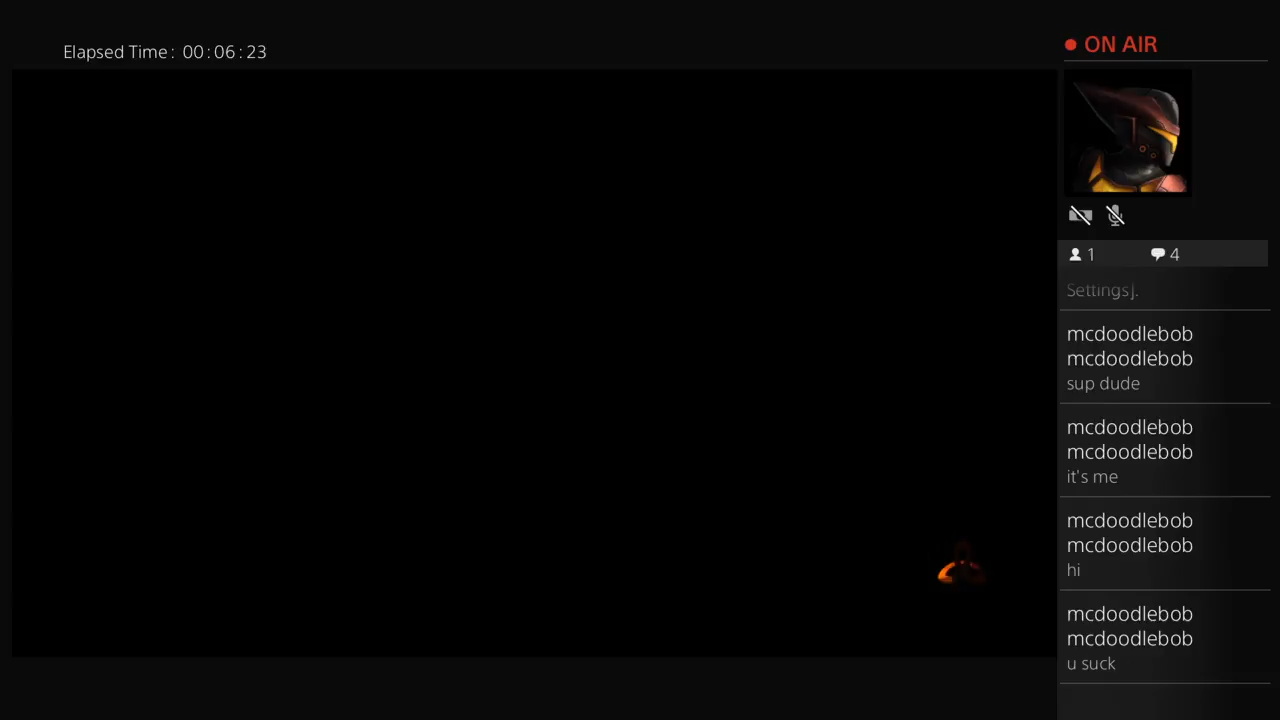 Elapsed Time: 00:06:23
ON AIR
1 4
Settings].
mcdoodlebob
mcdoodlebob
sup dude
mcdoodlebob
mcdoodlebob
it's me
mcdoodlebob
mcdoodlebob
hi
mcdoodlebob
mcdoodlebob
u suck